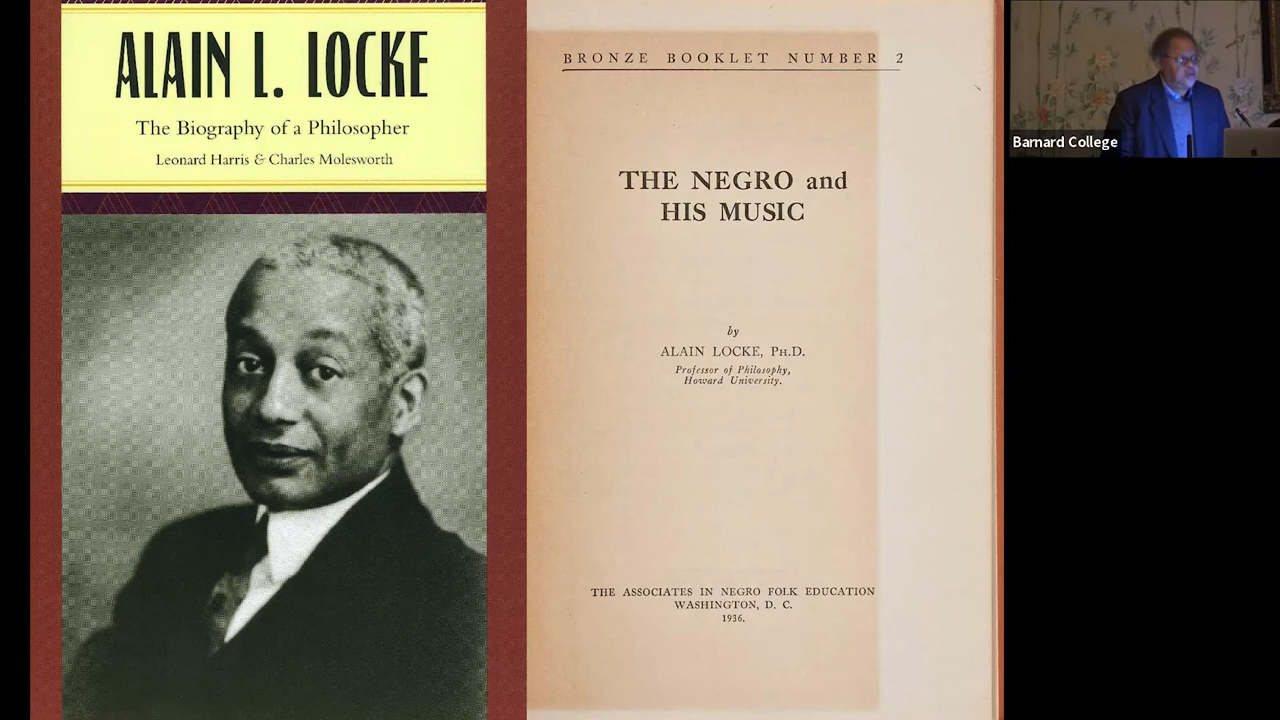 ALAIN L. LOCKE
The Biography of a Philosopher
Leonard Harris & Charles Molesworth
BRONZE BOOKLET NUMBER 2
THE NEGRO and
HIS MUSIC
by
ALAIN LOCKE, PH.D.
Professor of Philosophy,
Howard University.
THE ASSOCIATES IN NEGRO FOLK EDUCATION
WASHINGTON, D. C.
1936.
Barnard College